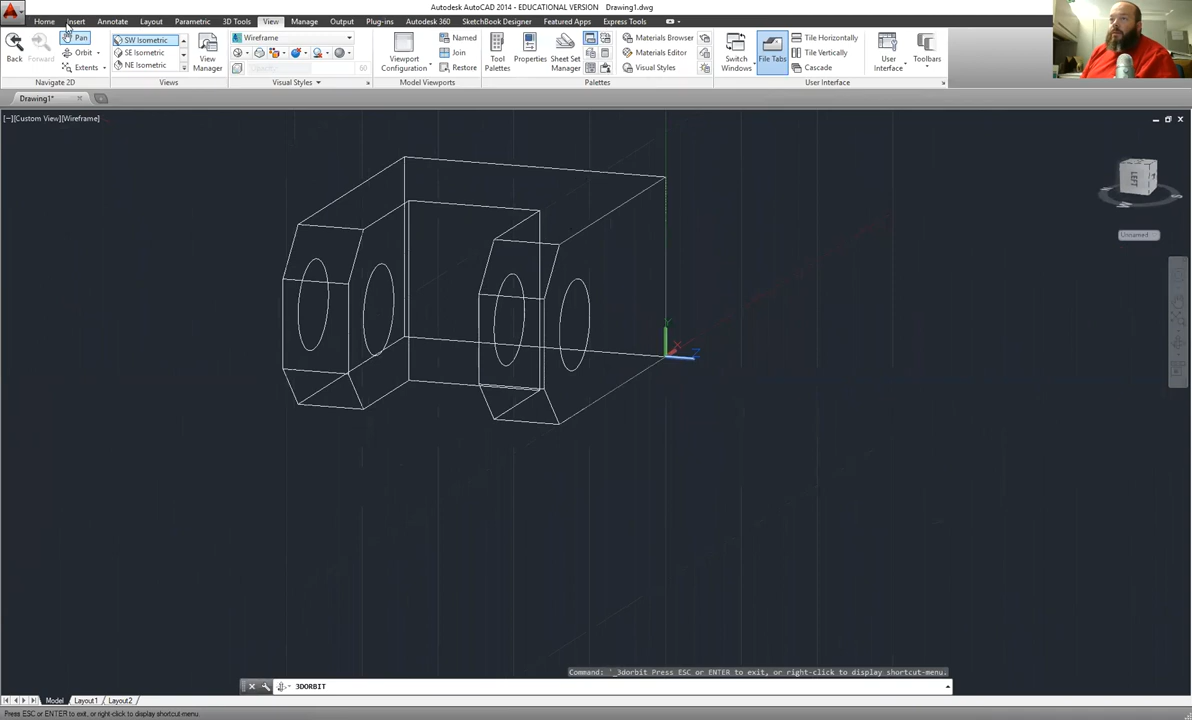 Autodesk AutoCAD 2014 - EDUCATIONAL VERSION    Drawing1.dwg
Home Insert Annotate Layout Parametric 3D Tools View Manage Output Plug-ins Autodesk 360 SketchBook Designer Featured Apps Express Tools
Back
Forward
Pan
Orbit
Extents
Navigate 2D
SW Isometric
SE Isometric
NE Isometric
Views
View
Manager
Wireframe
Opacity 60
Visual Styles
Viewport
Configuration
Named
Join
Restore
Model Viewports
Tool
Palettes
Properties
Sheet Set
Manager
Materials Browser
Materials Editor
Visual Styles
Palettes
Switch
Windows
File Tabs
Tile Horizontally
Tile Vertically
Cascade
User
Interface
Toolbars
User Interface
Drawing1*
[−][Custom View][Wireframe]
LEFT
Unnamed
Y
X
Z
Command: '_3dorbit Press ESC or ENTER to exit, or right-click to display shortcut-menu.
3DORBIT
Model Layout1 Layout2
Press ESC or ENTER to exit, or right-click to display shortcut-menu.